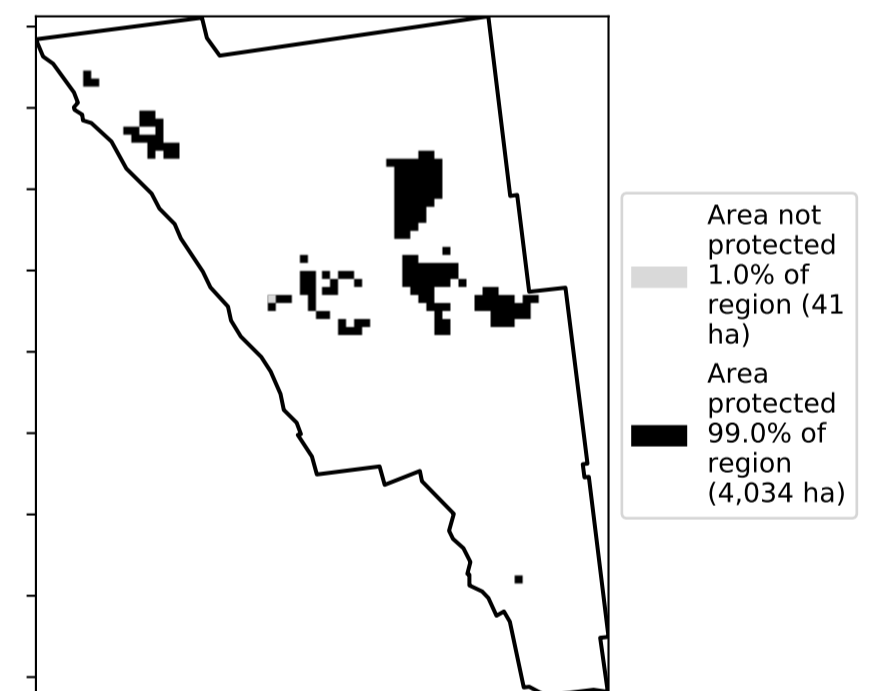 Area not
protected
1.0% of
region (41
ha)
Area
protected
99.0% of
region
(4,034 ha)